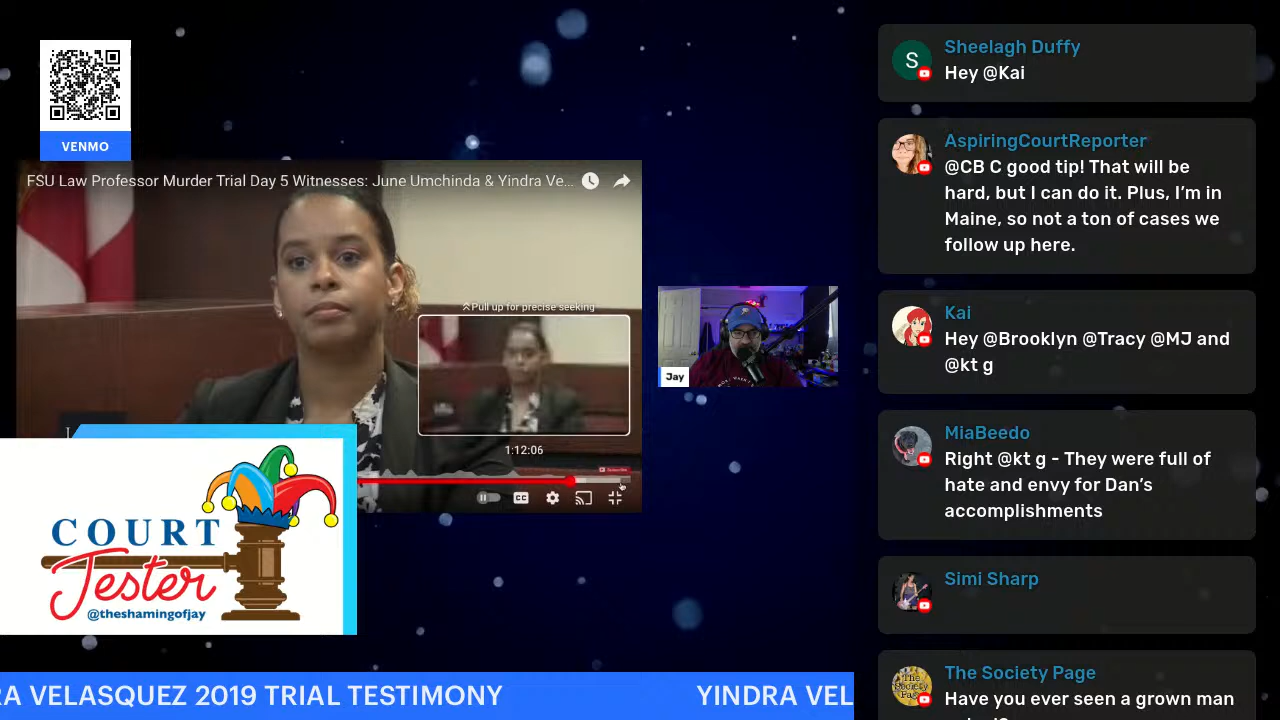 VENMO
FSU Law Professor Murder Trial Day 5 Witnesses: June Umchinda & Yindra Ve...
Pull up for precise seeking
1:12:06
CC
Jay
COURT
Jester
@theshamingofjay
RA VELASQUEZ 2019 TRIAL TESTIMONY
YINDRA VEL
S
Sheelagh Duffy
Hey @Kai
AspiringCourtReporter
@CB C good tip! That will be
hard, but I can do it. Plus, I'm in
Maine, so not a ton of cases we
follow up here.
Kai
Hey @Brooklyn @Tracy @MJ and
@kt g
MiaBeedo
Right @kt g - They were full of
hate and envy for Dan's
accomplishments
Simi Sharp
The Society Page
Have you ever seen a grown man